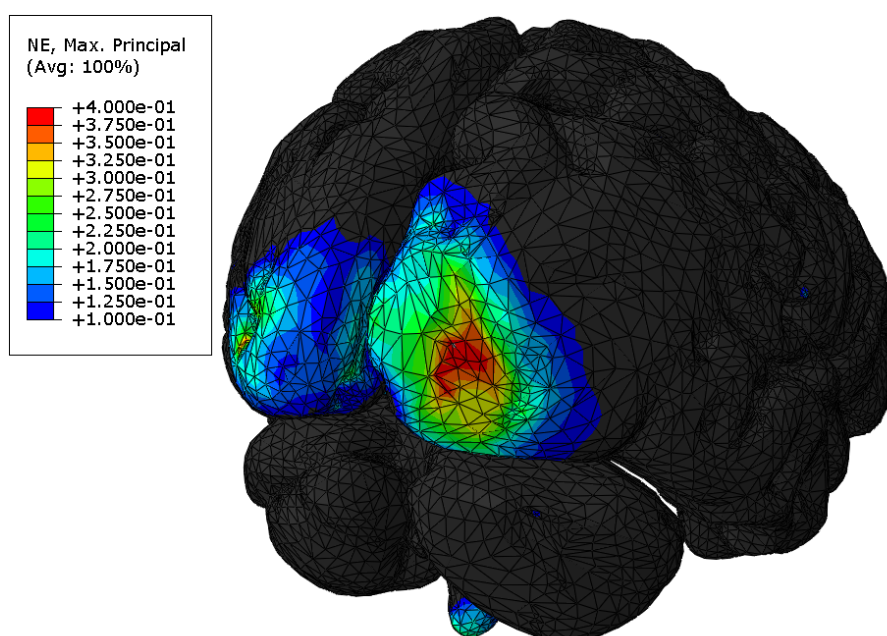 NE, Max. Principal
(Avg: 100%)
+4.000e-01
+3.750e-01
+3.500e-01
+3.250e-01
+3.000e-01
+2.750e-01
+2.500e-01
+2.250e-01
+2.000e-01
+1.750e-01
+1.500e-01
+1.250e-01
+1.000e-01